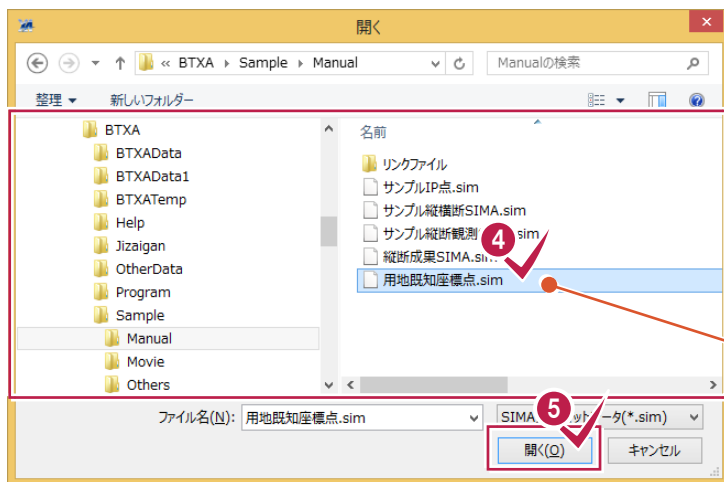 開く
« BTXA ▸ Sample ▸ Manual
Manualの検索
整理 ▼ 新しいフォルダー
BTXA
BTXAData
BTXAData1
BTXATemp
Help
Jizaigan
OtherData
Program
Sample
Manual
Movie
Others
名前
リンクファイル
サンプルIP点.sim
サンプル縦横断SIMA.sim
サンプル縦断観測 .sim
縦断成果SIMA.sim
用地既知座標点.sim
4
ファイル名(N): 用地既知座標点.sim
SIMA ータ(*.sim)
5
開く(O) キャンセル